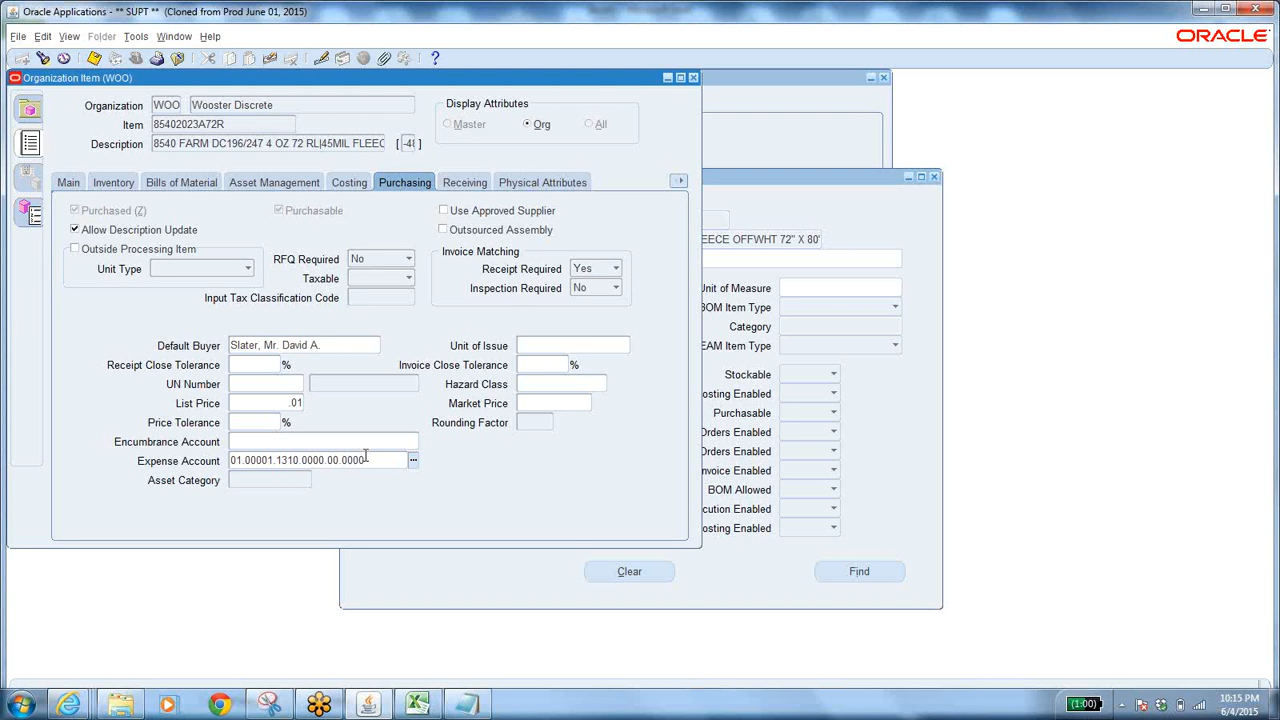 Oracle Applications - ** SUPT ** (Cloned from Prod June 01, 2015)
File Edit View Folder Tools Window Help
ORACLE
Organization Item (WOO)
Organization WOO Wooster Discrete
Item 85402023A72R
Description 8540 FARM DC196/247 4 OZ 72 RL|45MIL FLEEC [ -48 ]
Display Attributes
Master Org All
Main Inventory Bills of Material Asset Management Costing Purchasing Receiving Physical Attributes
Purchased (Z) Purchasable Use Approved Supplier
Allow Description Update Outsourced Assembly
Outside Processing Item
Unit Type
RFQ Required No
Taxable
Input Tax Classification Code
Invoice Matching
Receipt Required Yes
Inspection Required No
Default Buyer Slater, Mr. David A. Unit of Issue
Receipt Close Tolerance % Invoice Close Tolerance %
UN Number Hazard Class
List Price .01 Market Price
Price Tolerance % Rounding Factor
Encumbrance Account
Expense Account 01.00001.1310.0000.00.0000
Asset Category
EECE OFFWHT 72" X 80'
Unit of Measure
BOM Item Type
Category
EAM Item Type
Stockable
osting Enabled
Purchasable
Orders Enabled
Orders Enabled
nvoice Enabled
BOM Allowed
cution Enabled
osting Enabled
Clear Find
(1:00)
10:15 PM
6/4/2015